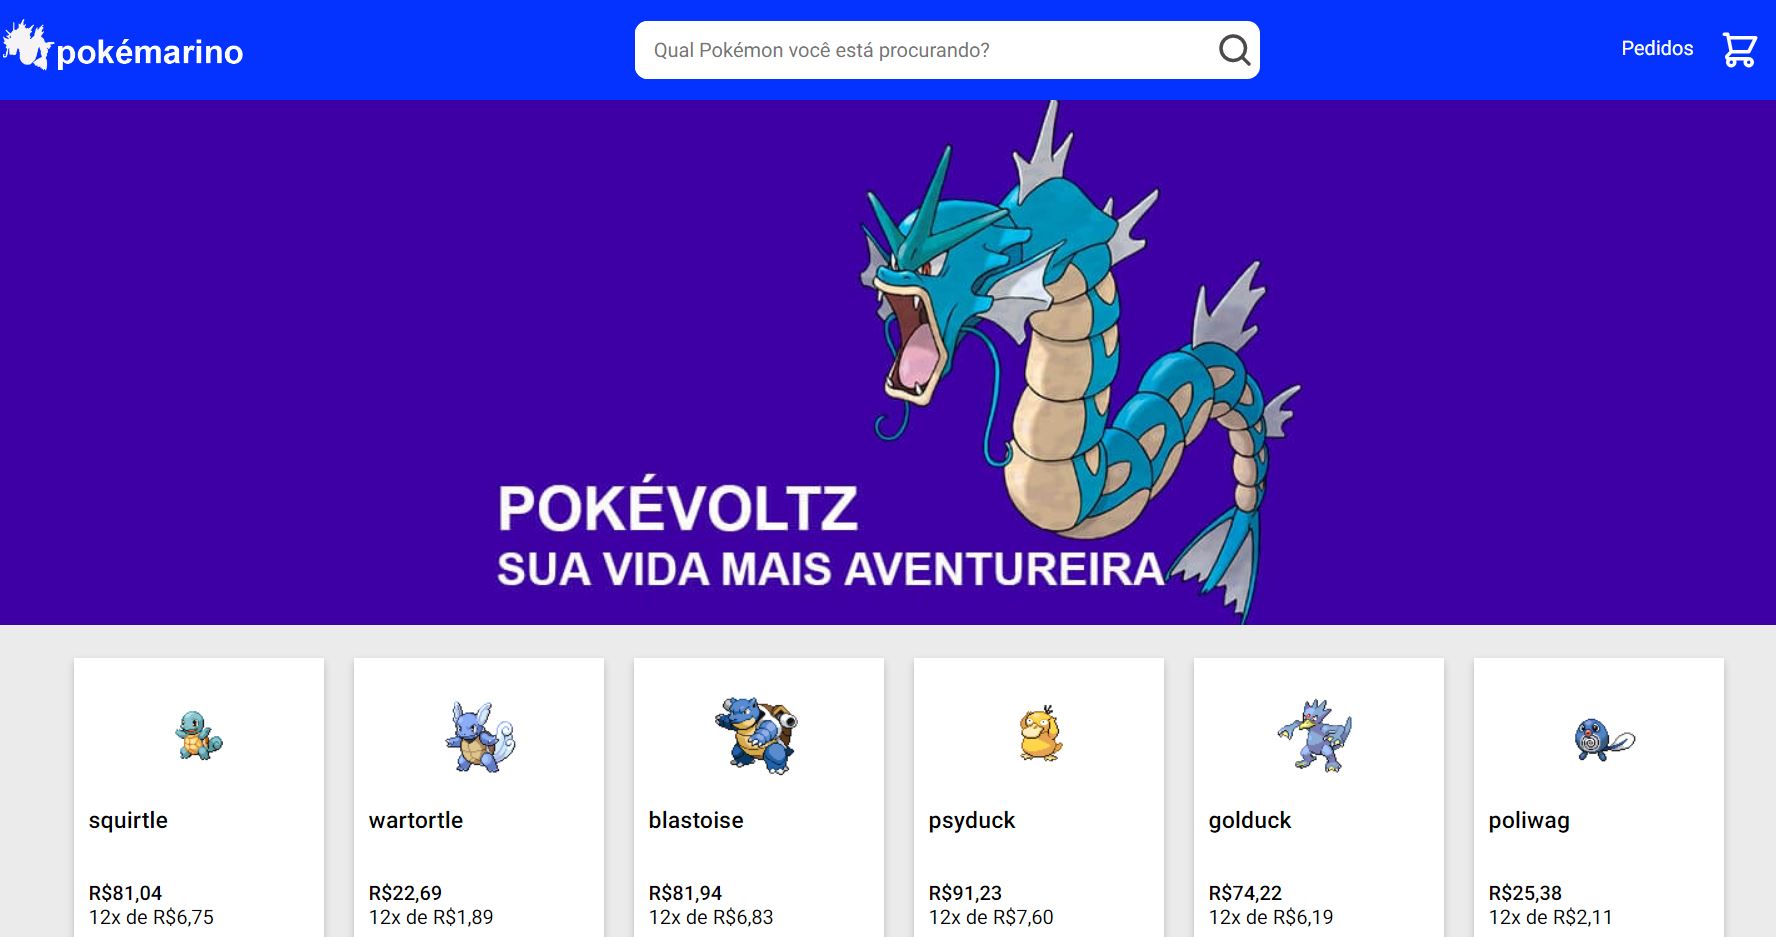 pokémarino
Qual Pokémon você está procurando?
Pedidos
POKÉVOLTZ
SUA VIDA MAIS AVENTUREIRA
squirtle
R$81,04
12x de R$6,75
wartortle
R$22,69
12x de R$1,89
blastoise
R$81,94
12x de R$6,83
psyduck
R$91,23
12x de R$7,60
golduck
R$74,22
12x de R$6,19
poliwag
R$25,38
12x de R$2,11